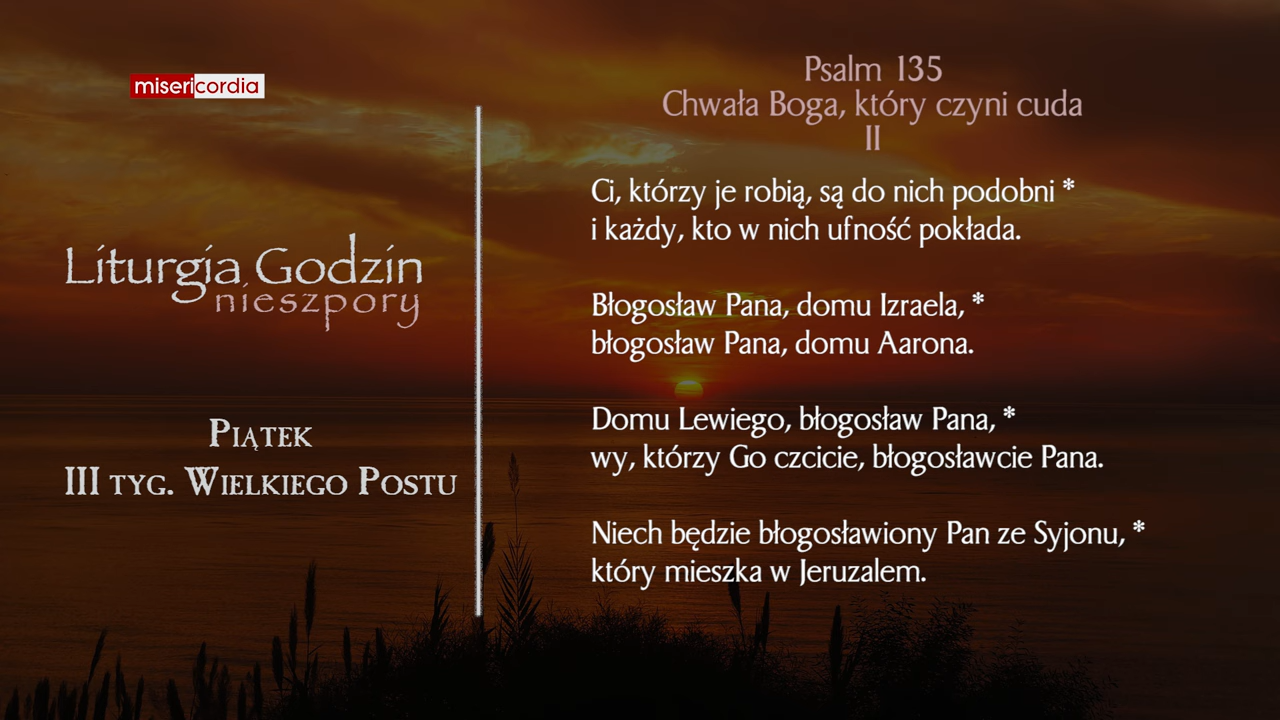 misericordia
Liturgia Godzin
nieszpory
Piątek
III tyg. Wielkiego Postu
Psalm 135
Chwała Boga, który czyni cuda
II
Ci, którzy je robią, są do nich podobni *
i każdy, kto w nich ufność pokłada.
Błogosław Pana, domu Izraela, *
błogosław Pana, domu Aarona.
Domu Lewiego, błogosław Pana, *
wy, którzy Go czcicie, błogosławcie Pana.
Niech będzie błogosławiony Pan ze Syjonu, *
który mieszka w Jeruzalem.